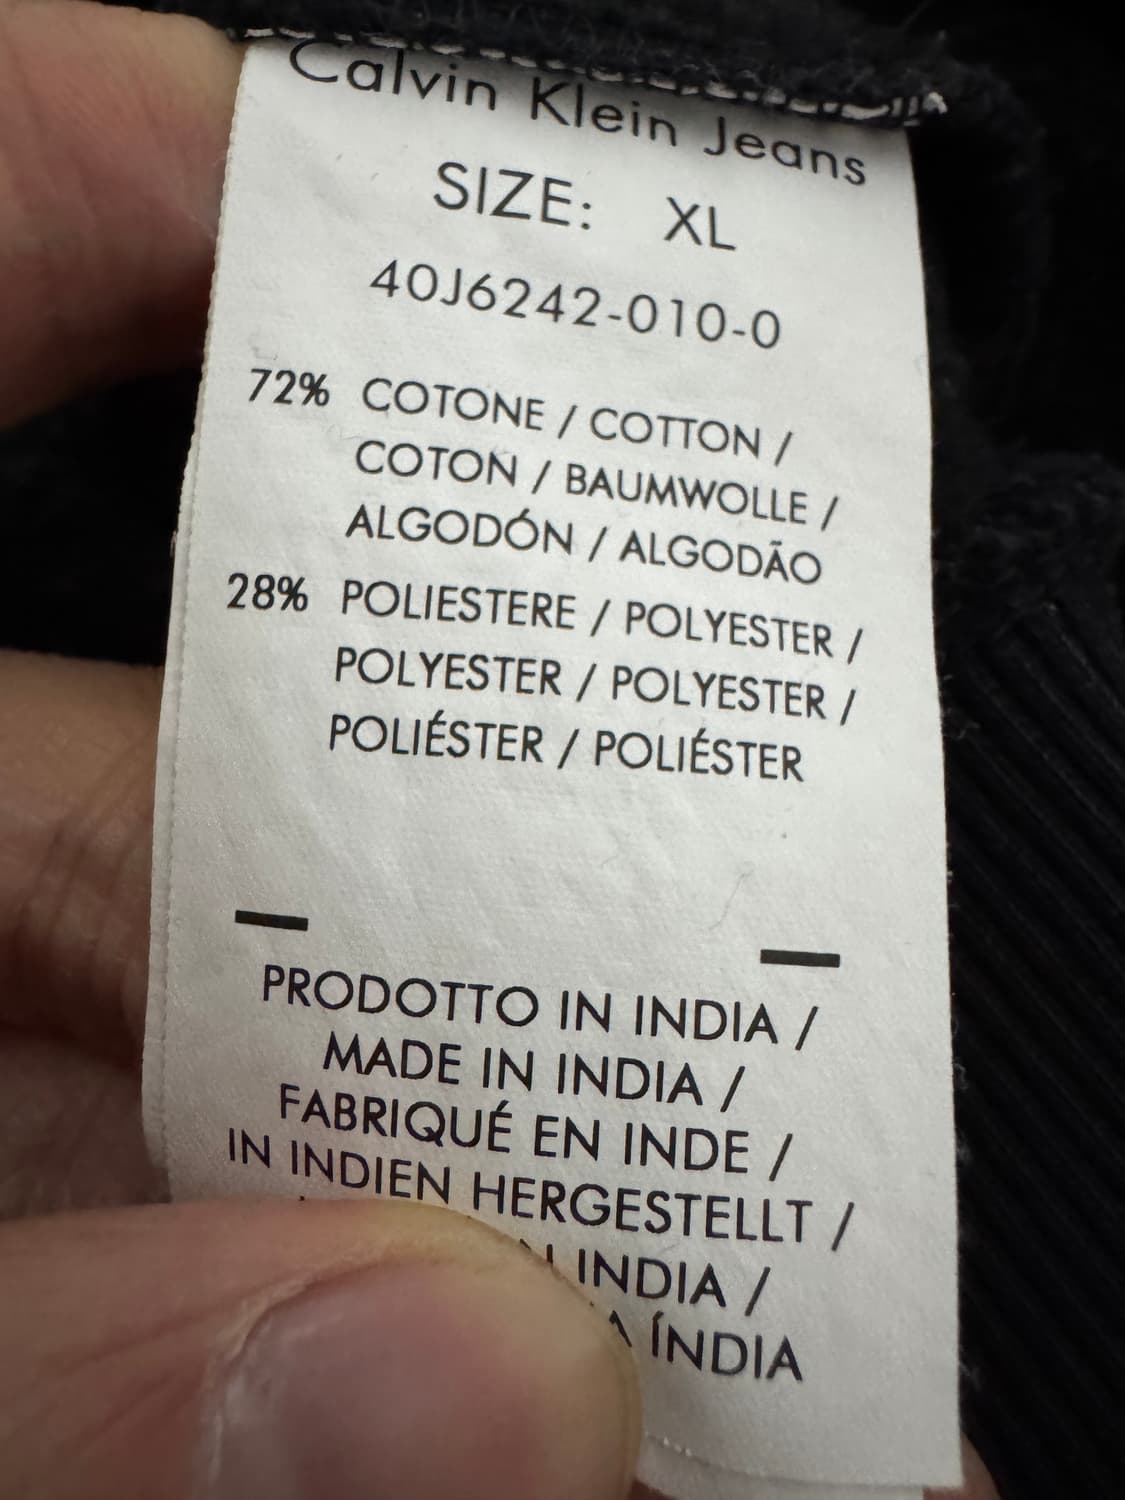 Calvin Klein Jeans
SIZE: XL
40J6242-010-0
72% COTONE / COTTON /
COTON / BAUMWOLLE /
ALGODÓN / ALGODÃO
28% POLIESTERE / POLYESTER /
POLYESTER / POLYESTER /
POLIÉSTER / POLIÉSTER
PRODOTTO IN INDIA /
MADE IN INDIA /
FABRIQUÉ EN INDE /
IN INDIEN HERGESTELLT /
INDIA /
ÍNDIA